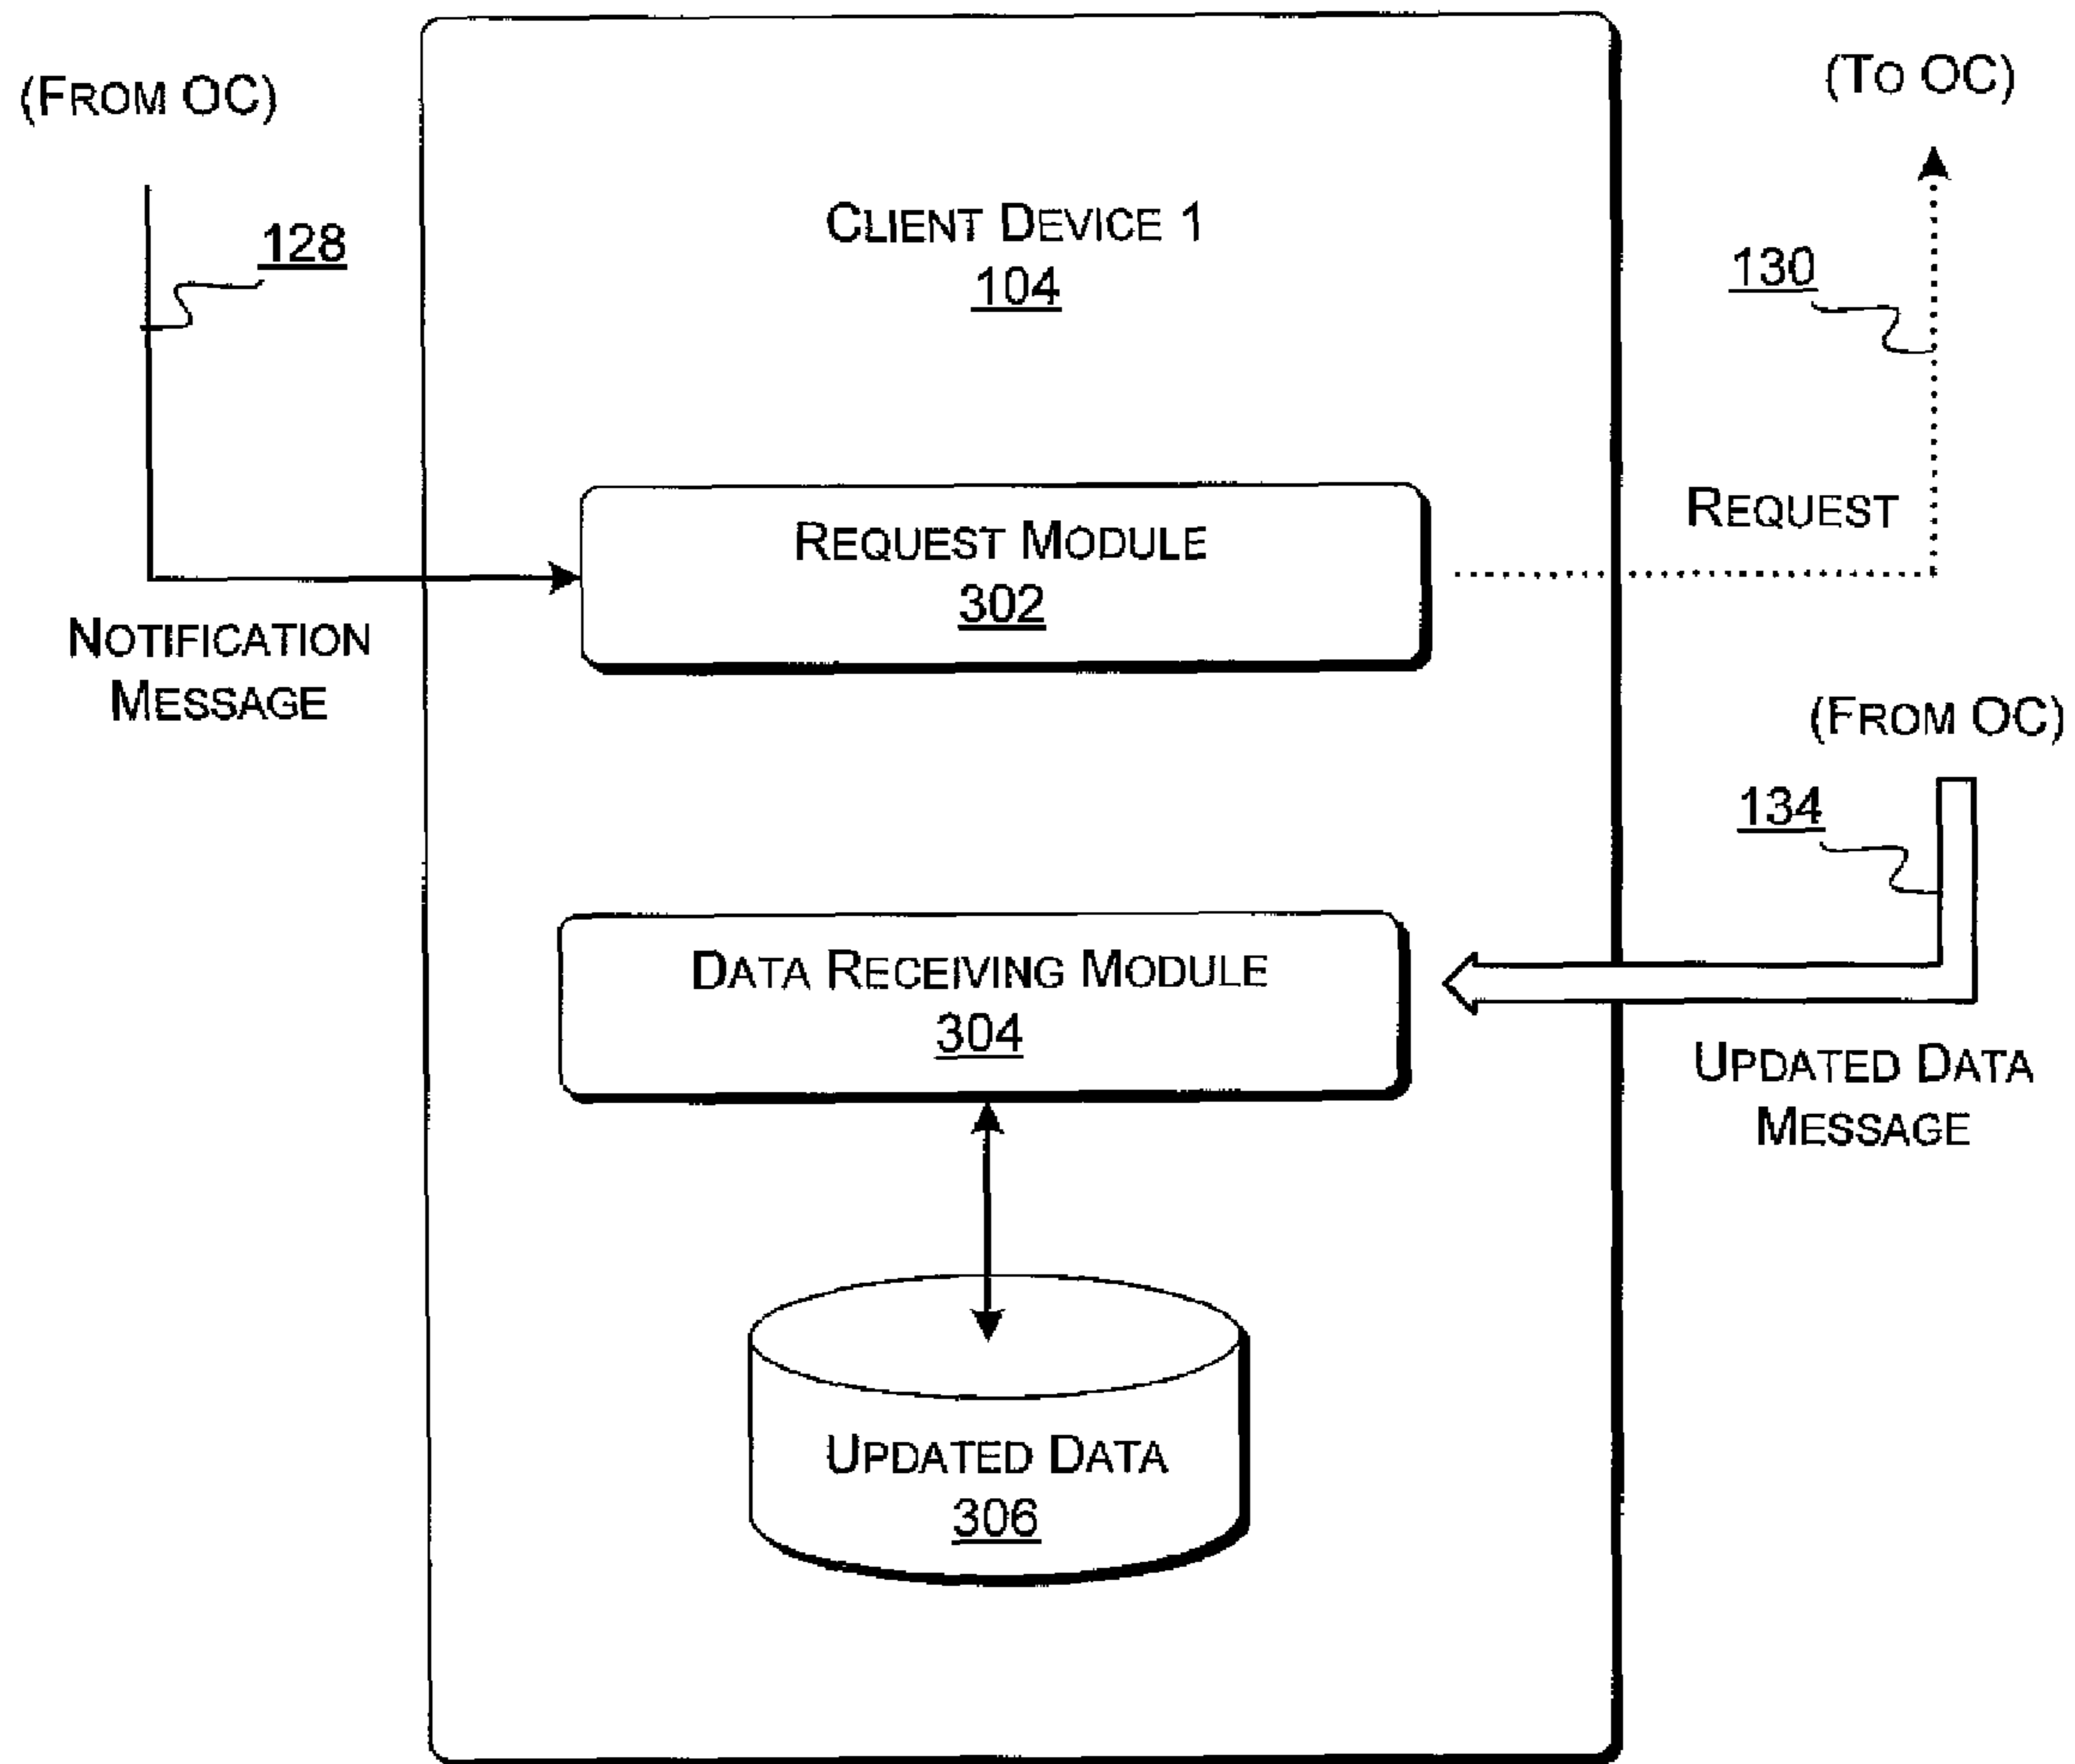 (FROM OC)
128
NOTIFICATION
MESSAGE
CLIENT DEVICE 1
104
REQUEST MODULE
302
(TO OC)
130
REQUEST
(FROM OC)
134
DATA RECEIVING MODULE
304
UPDATED DATA
MESSAGE
UPDATED DATA
306